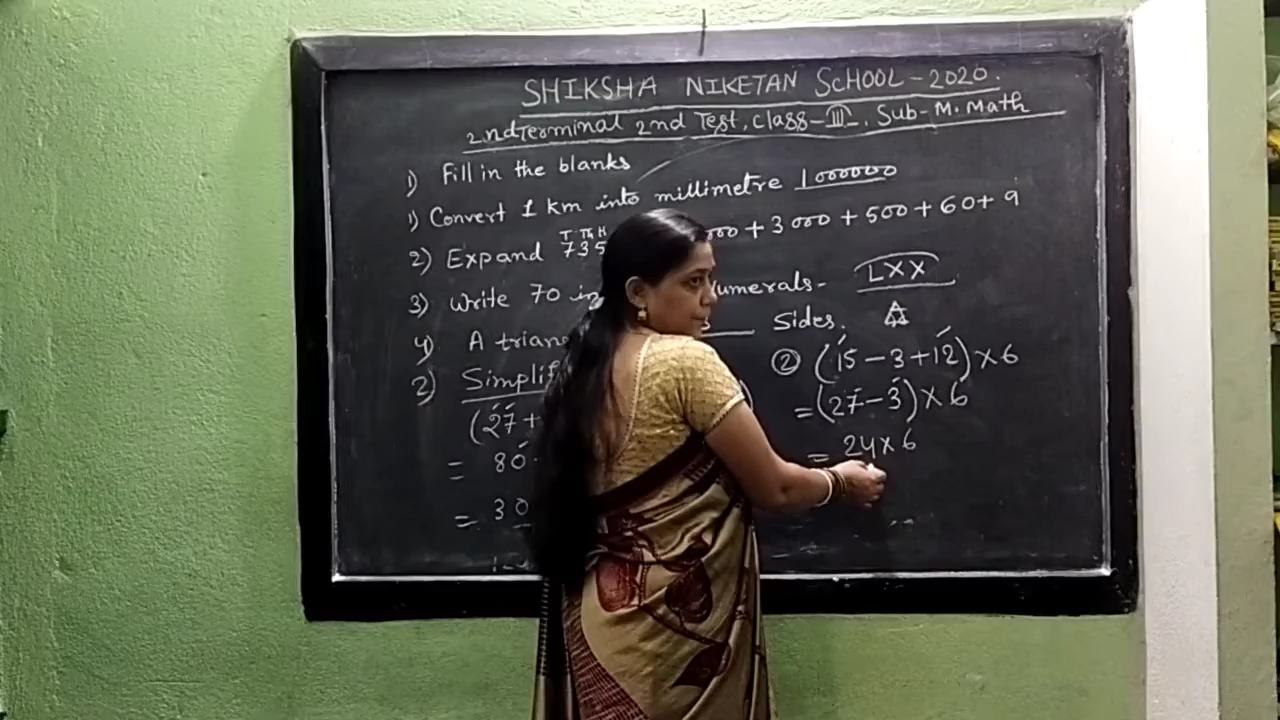 SHIKSHA NIKETAN SCHOOL-2020.
2nd Terminal 2nd Test, Class-III. Sub-M. Math
1) Fill in the blanks
1) Convert 1 km into millimetre 1000000
T Th H
2) Expand 735 000 + 3000 + 500 + 60 + 9
3) Write 70 in umerals- LXX
4) A trian Sides.
2) Simplif
(27+
= 80
= 30
② (15-3+12)×6
=(27-3)×6
= 24×6